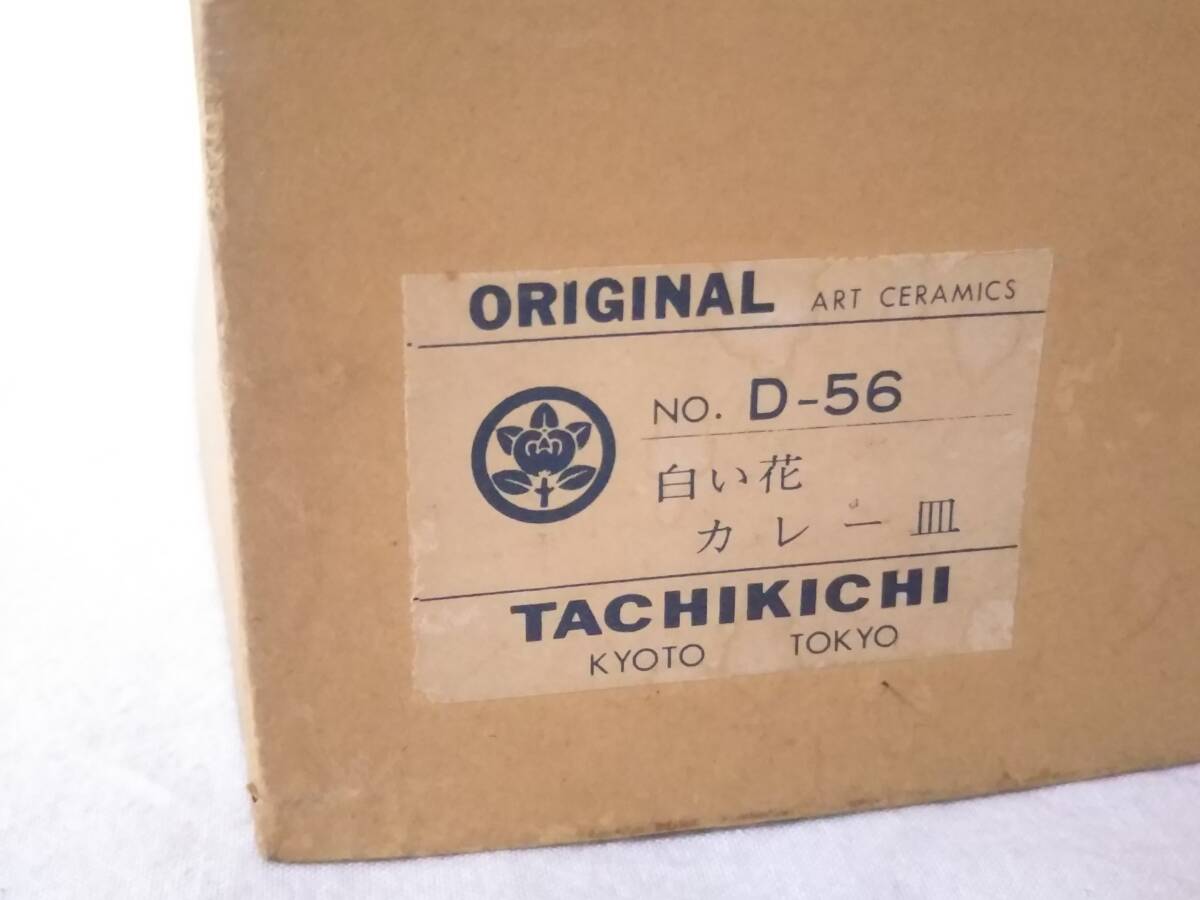 ORIGINAL ART CERAMICS
NO. D-56
白い花
カレー皿
TACHIKICHI
KYOTO TOKYO